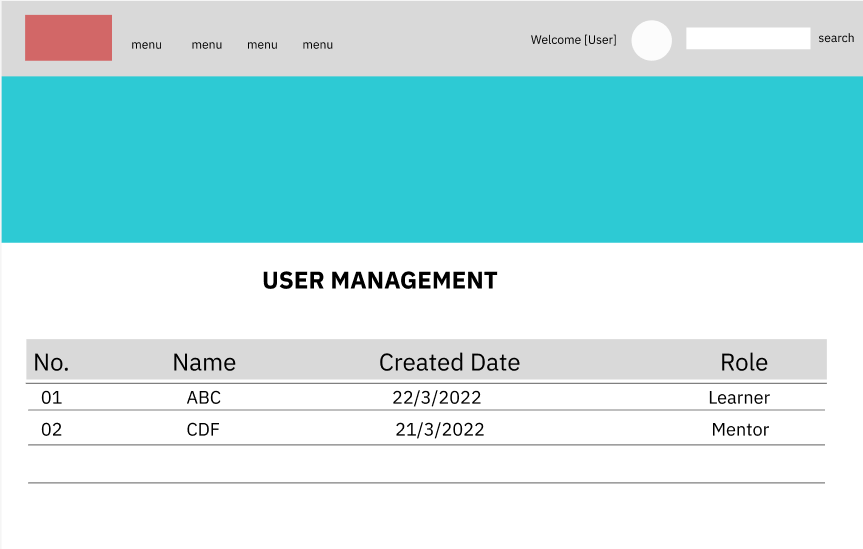 menu menu menu menu Welcome [User] search
USER MANAGEMENT
No. Name Created Date Role
01 ABC 22/3/2022 Learner
02 CDF 21/3/2022 Mentor